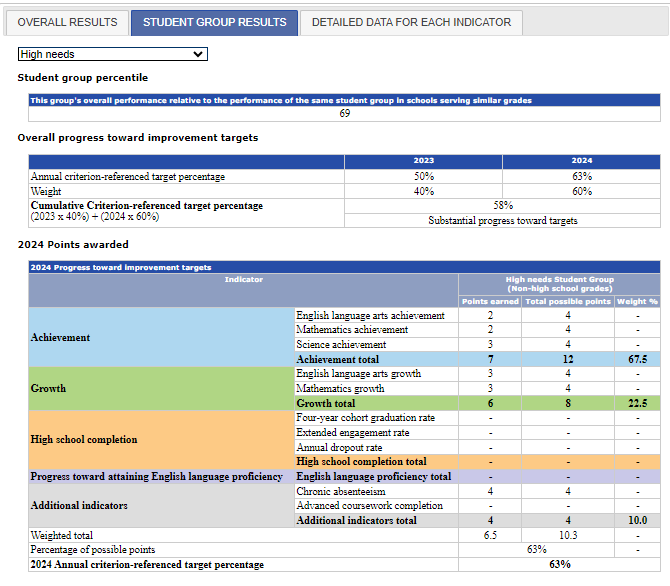 OVERALL RESULTS STUDENT GROUP RESULTS DETAILED DATA FOR EACH INDICATOR
High needs
Student group percentile
This group's overall performance relative to the performance of the same student group in schools serving similar grades
69
Overall progress toward improvement targets
2023 2024
Annual criterion-referenced target percentage 50% 63%
Weight 40% 60%
Cumulative Criterion-referenced target percentage 58%
(2023 x 40%) + (2024 x 60%)
Substantial progress toward targets
2024 Points awarded
2024 Progress toward improvement targets
Indicator High needs Student Group
(Non-high school grades)
Points earned Total possible points Weight %
Achievement
English language arts achievement 2 4 -
Mathematics achievement 2 4 -
Science achievement 3 4 -
Achievement total 7 12 67.5
Growth
English language arts growth 3 4 -
Mathematics growth 3 4 -
Growth total 6 8 22.5
High school completion
Four-year cohort graduation rate - - -
Extended engagement rate - - -
Annual dropout rate - - -
High school completion total - - -
Progress toward attaining English language proficiency English language proficiency total - - -
Additional indicators
Chronic absenteeism 4 4 -
Advanced coursework completion - - -
Additional indicators total 4 4 10.0
Weighted total 6.5 10.3 -
Percentage of possible points 63% -
2024 Annual criterion-referenced target percentage 63%